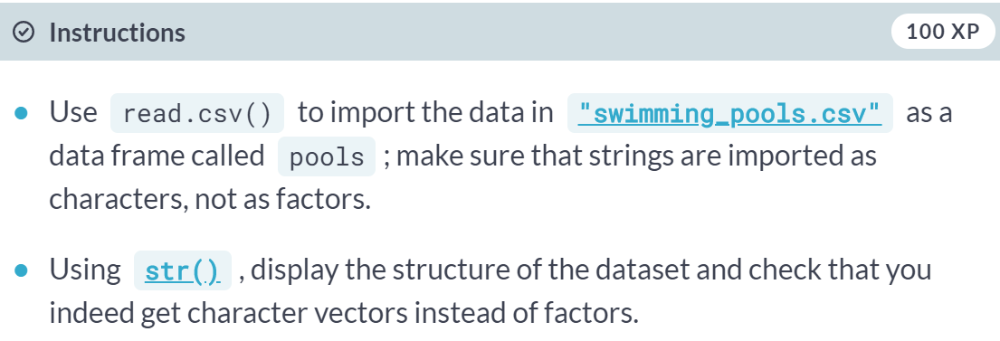 Instructions 100 XP
Use read.csv() to import the data in "swimming_pools.csv" as a
data frame called pools ; make sure that strings are imported as
characters, not as factors.
Using str() , display the structure of the dataset and check that you
indeed get character vectors instead of factors.